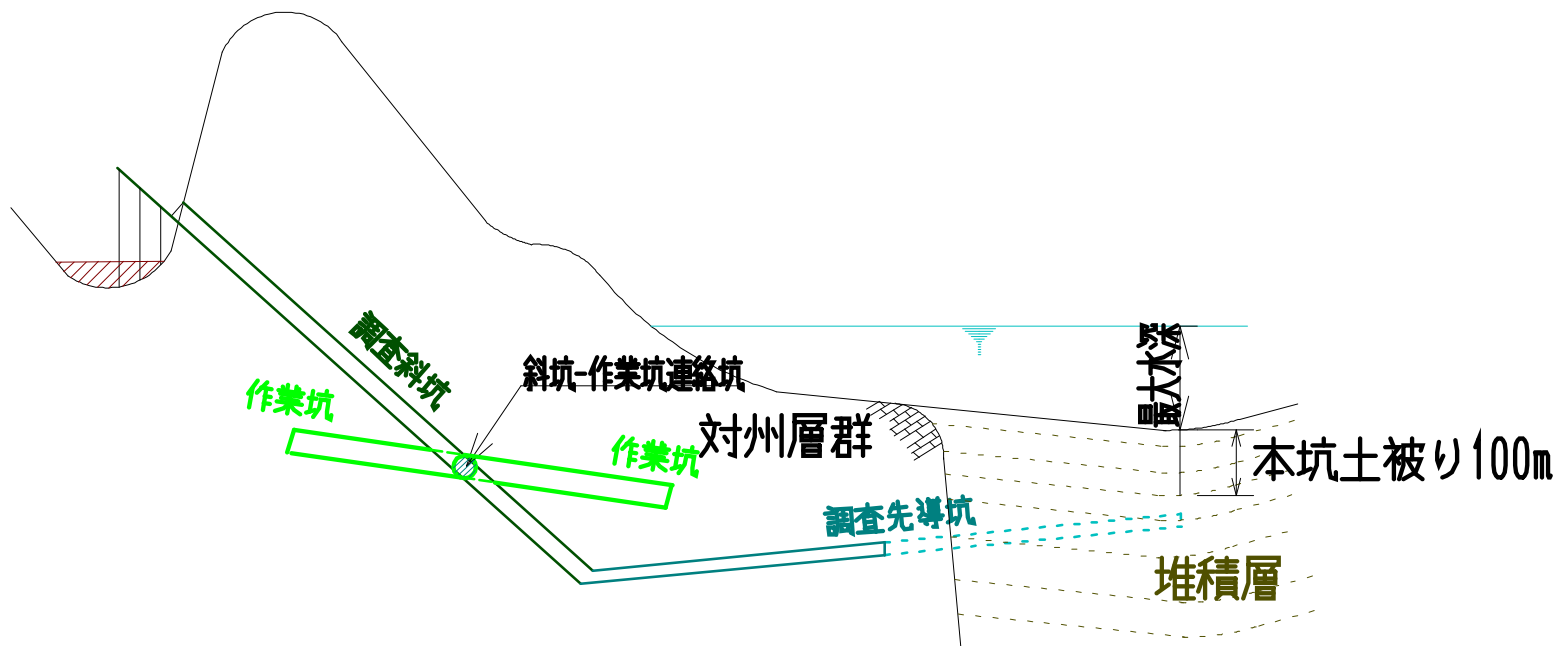 調査斜坑
斜坑-作業坑連絡坑
作業坑
作業坑
対州層群
最大水深
本坑土被り100m
調査先導坑
堆積層